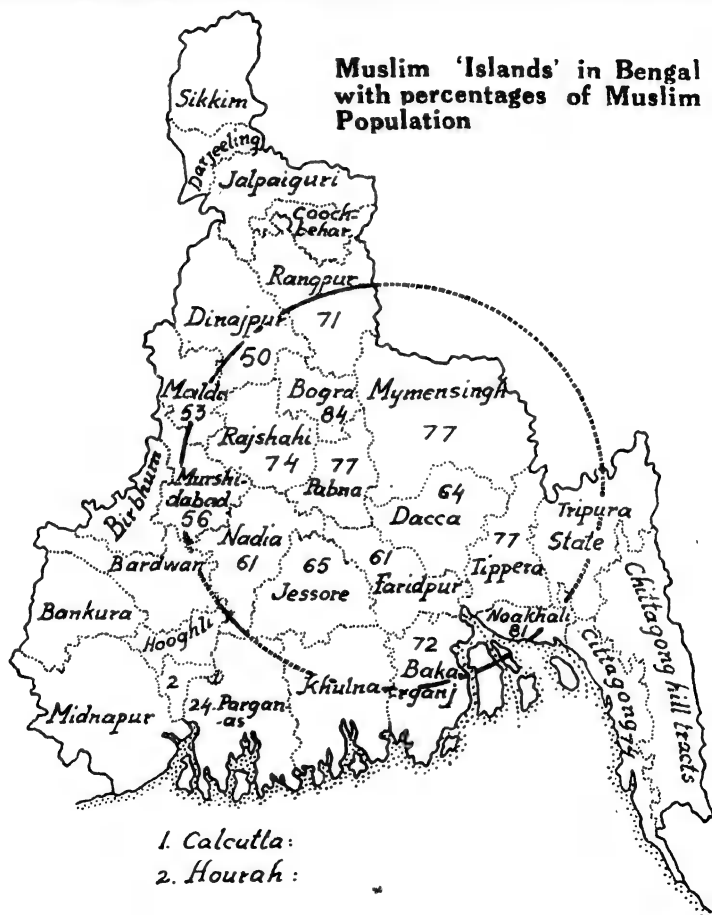 Muslim 'Islands' in Bengal
with percentages of Muslim
Population
Sikkim
Darjeeling
Jalpaiguri
Cooch-
behar.
Rangpur
71
Dinajpur
50
Malda
53
Bogra
84
Mymensingh
77
Rajshahi
74
77
Pabna
Birbhum
Murshi-
dabad
56
64
Dacca
Tripura
State
Nadia
61
65
Jessore
61
Faridpur
77
Tippera
Bardwan
Bankura
Hooghli
Noakhali
81
72
Baka-
erganj
Khulna
Midnapur
2
1
24. Pargan-
-as
Cittagong 74
Chittagong hill tracts
1. Calcutta:
2. Hourah: